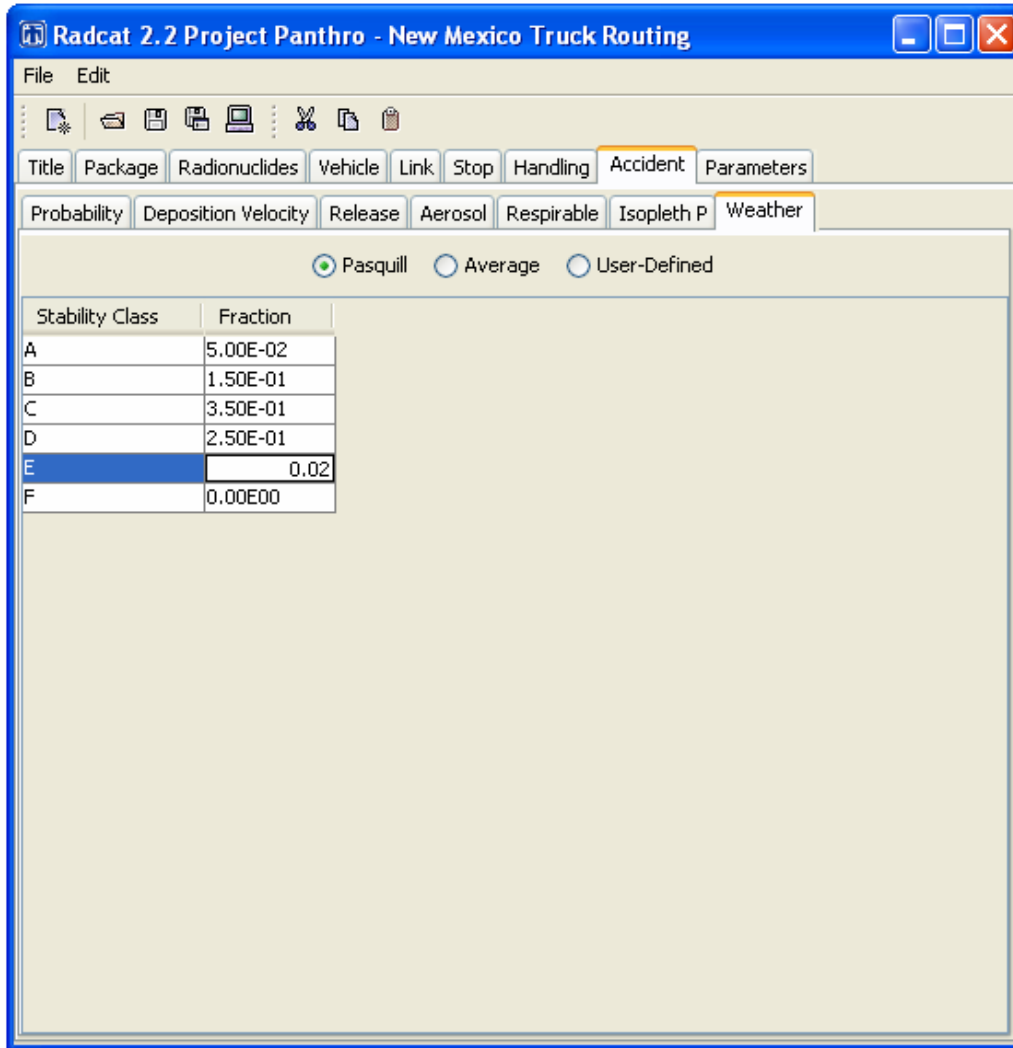 Radcat 2.2 Project Panthro - New Mexico Truck Routing
File Edit
Title Package Radionuclides Vehicle Link Stop Handling Accident Parameters
Probability Deposition Velocity Release Aerosol Respirable Isopleth P Weather
Pasquill Average User-Defined
Stability Class Fraction
A 5.00E-02
B 1.50E-01
C 3.50E-01
D 2.50E-01
E 0.02
F 0.00E00